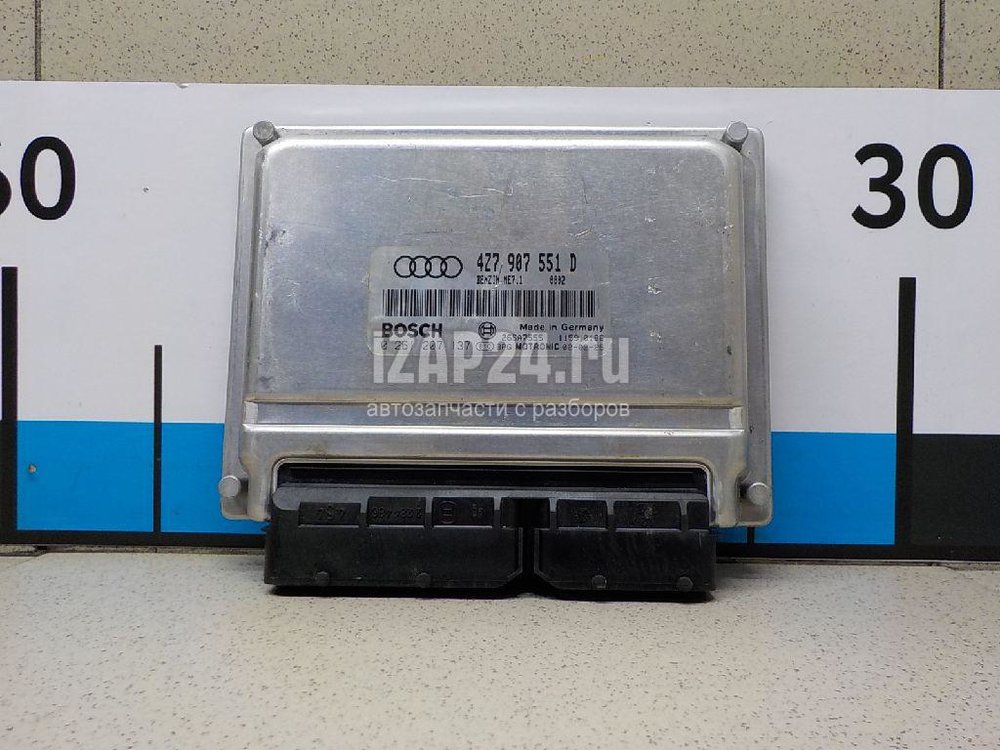 30
4Z7 907 551 D
BENZIN ME7.1 0002
BOSCH Made in Germany
0 261 207 137
MOTRONIC
IZAP24.ru
автозапчасти с разборов